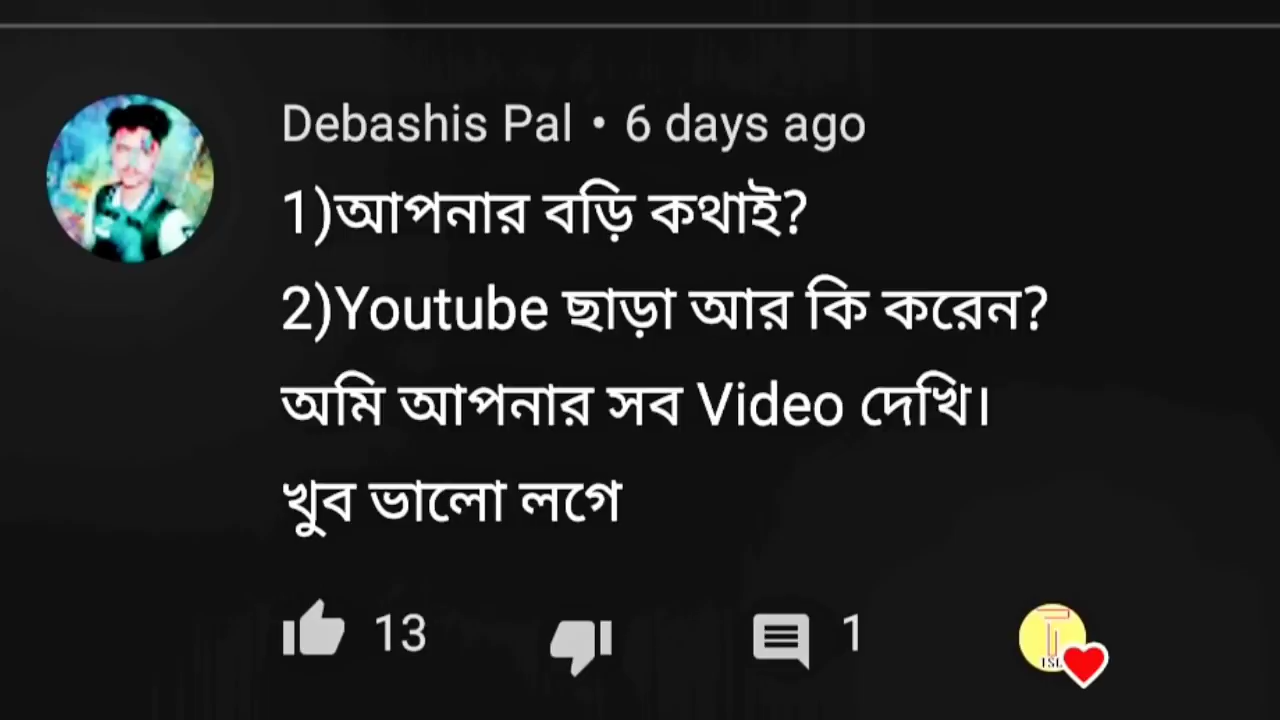 Debashis Pal • 6 days ago
1)আপনার বড়ি কথাই?
2)Youtube ছাড়া আর কি করেন?
অমি আপনার সব Video দেখি।
খুব ভালো লগে
13 1